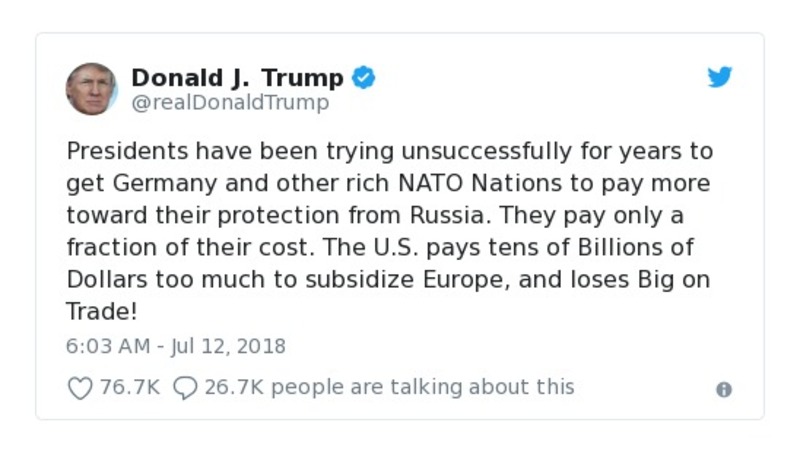 Donald J. Trump
@realDonaldTrump
Presidents have been trying unsuccessfully for years to
get Germany and other rich NATO Nations to pay more
toward their protection from Russia. They pay only a
fraction of their cost. The U.S. pays tens of Billions of
Dollars too much to subsidize Europe, and loses Big on
Trade!
6:03 AM - Jul 12, 2018
76.7K 26.7K people are talking about this